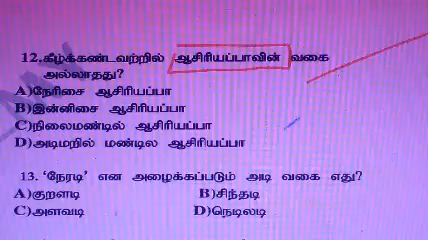 12.கீழ்க்கண்டவற்றில் ஆசிரியப்பாவின் வகை
அல்லாதது?
A)நேரிசை ஆசிரியப்பா
B)இன்னிசை ஆசிரியப்பா
C)நிலைமண்டில் ஆசிரியப்பா
D)அடிமறில் மண்டில ஆசிரியப்பா
13. 'நேரடி' என அழைக்கப்படும் அடி வகை எது?
A)குறளடி B)சிந்தடி
C)அளவடி D)நெடிலடி